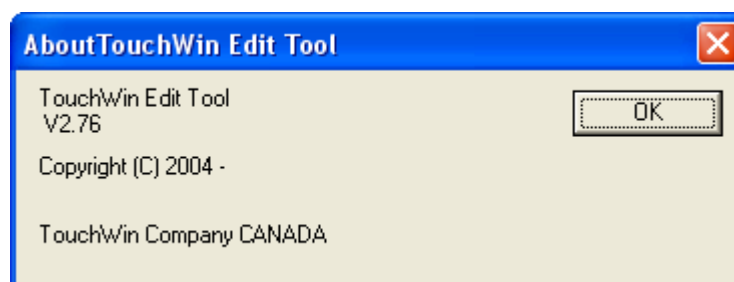 AboutTouchWin Edit Tool
TouchWin Edit Tool
V2.76
OK
Copyright (C) 2004 -
TouchWin Company CANADA